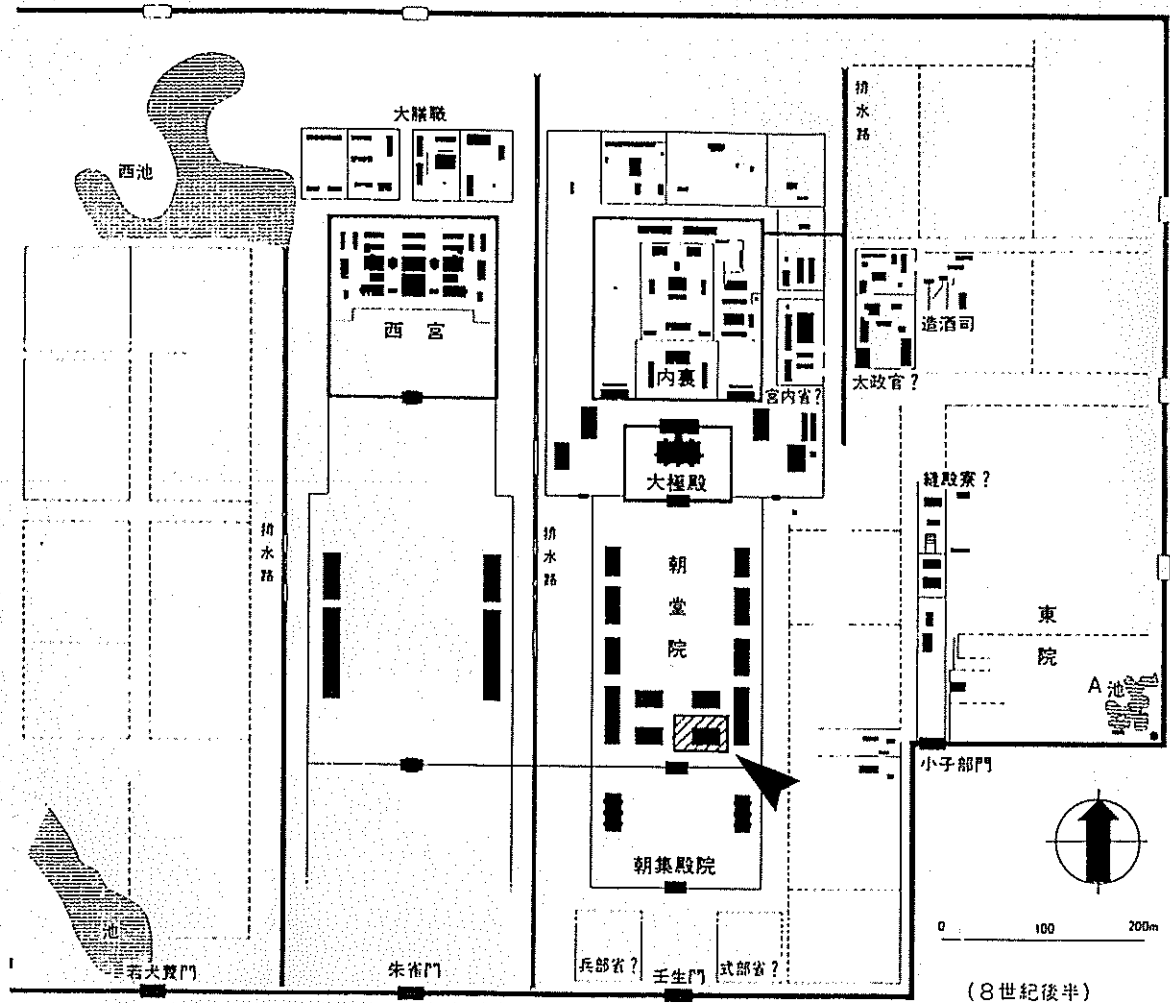 排水路
大膳職
西池
西宮
内裏
宮内省?
太政官?
造酒司
大極殿
縫殿寮?
排水路
排水路
朝堂院
東院
A池
小子部門
朝集殿院
池
兵部省?
式部省?
若犬養門
朱雀門
壬生門
0 100 200m
(8世紀後半)